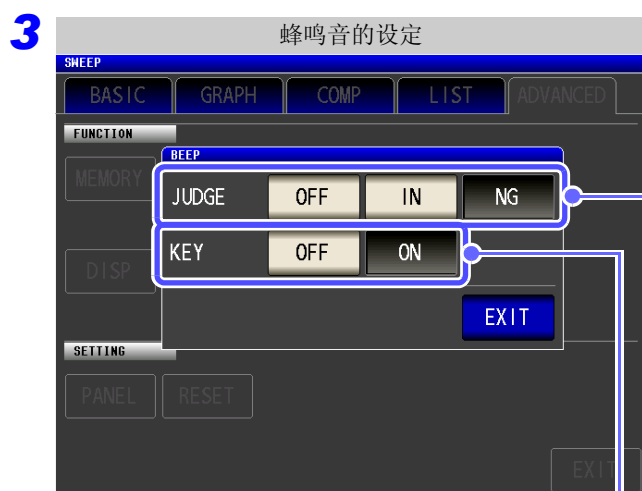 3
蜂鸣音的设定
SWEEP
BASIC GRAPH COMP LIST ADVANCED
FUNCTION
BEEP
MEMORY
JUDGE OFF IN NG
KEY OFF ON
DISP
EXIT
SETTING
PANEL RESET
EXIT